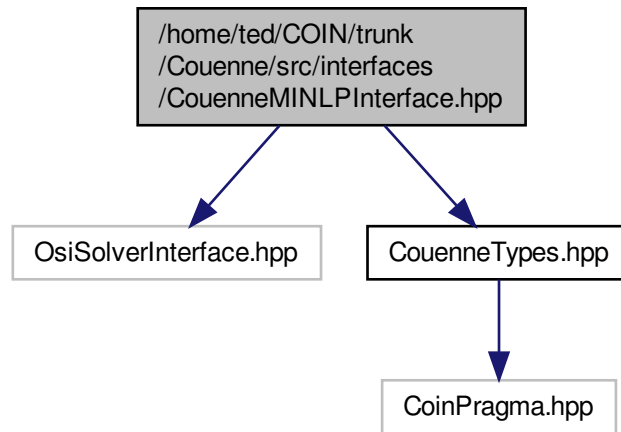 /home/ted/COIN/trunk
/Couenne/src/interfaces
/CouenneMINLPInterface.hpp
OsiSolverInterface.hpp
CouenneTypes.hpp
CoinPragma.hpp